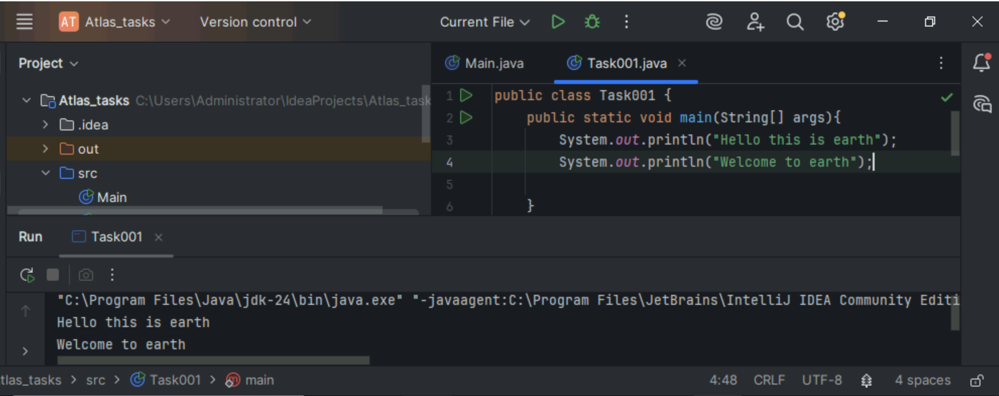 AT Atlas_tasks Version control Current File
Project
Main.java Task001.java
Atlas_tasks C:\Users\Administrator\IdeaProjects\Atlas_task
.idea
out
src
Main
1 public class Task001 {
2 public static void main(String[] args){
3 System.out.println("Hello this is earth");
4 System.out.println("Welcome to earth");
5
6 }
Run Task001
"C:\Program Files\Java\jdk-24\bin\java.exe" "-javaagent:C:\Program Files\JetBrains\IntelliJ IDEA Community Editi
Hello this is earth
Welcome to earth
tlas_tasks > src > Task001 > main 4:48 CRLF UTF-8 4 spaces